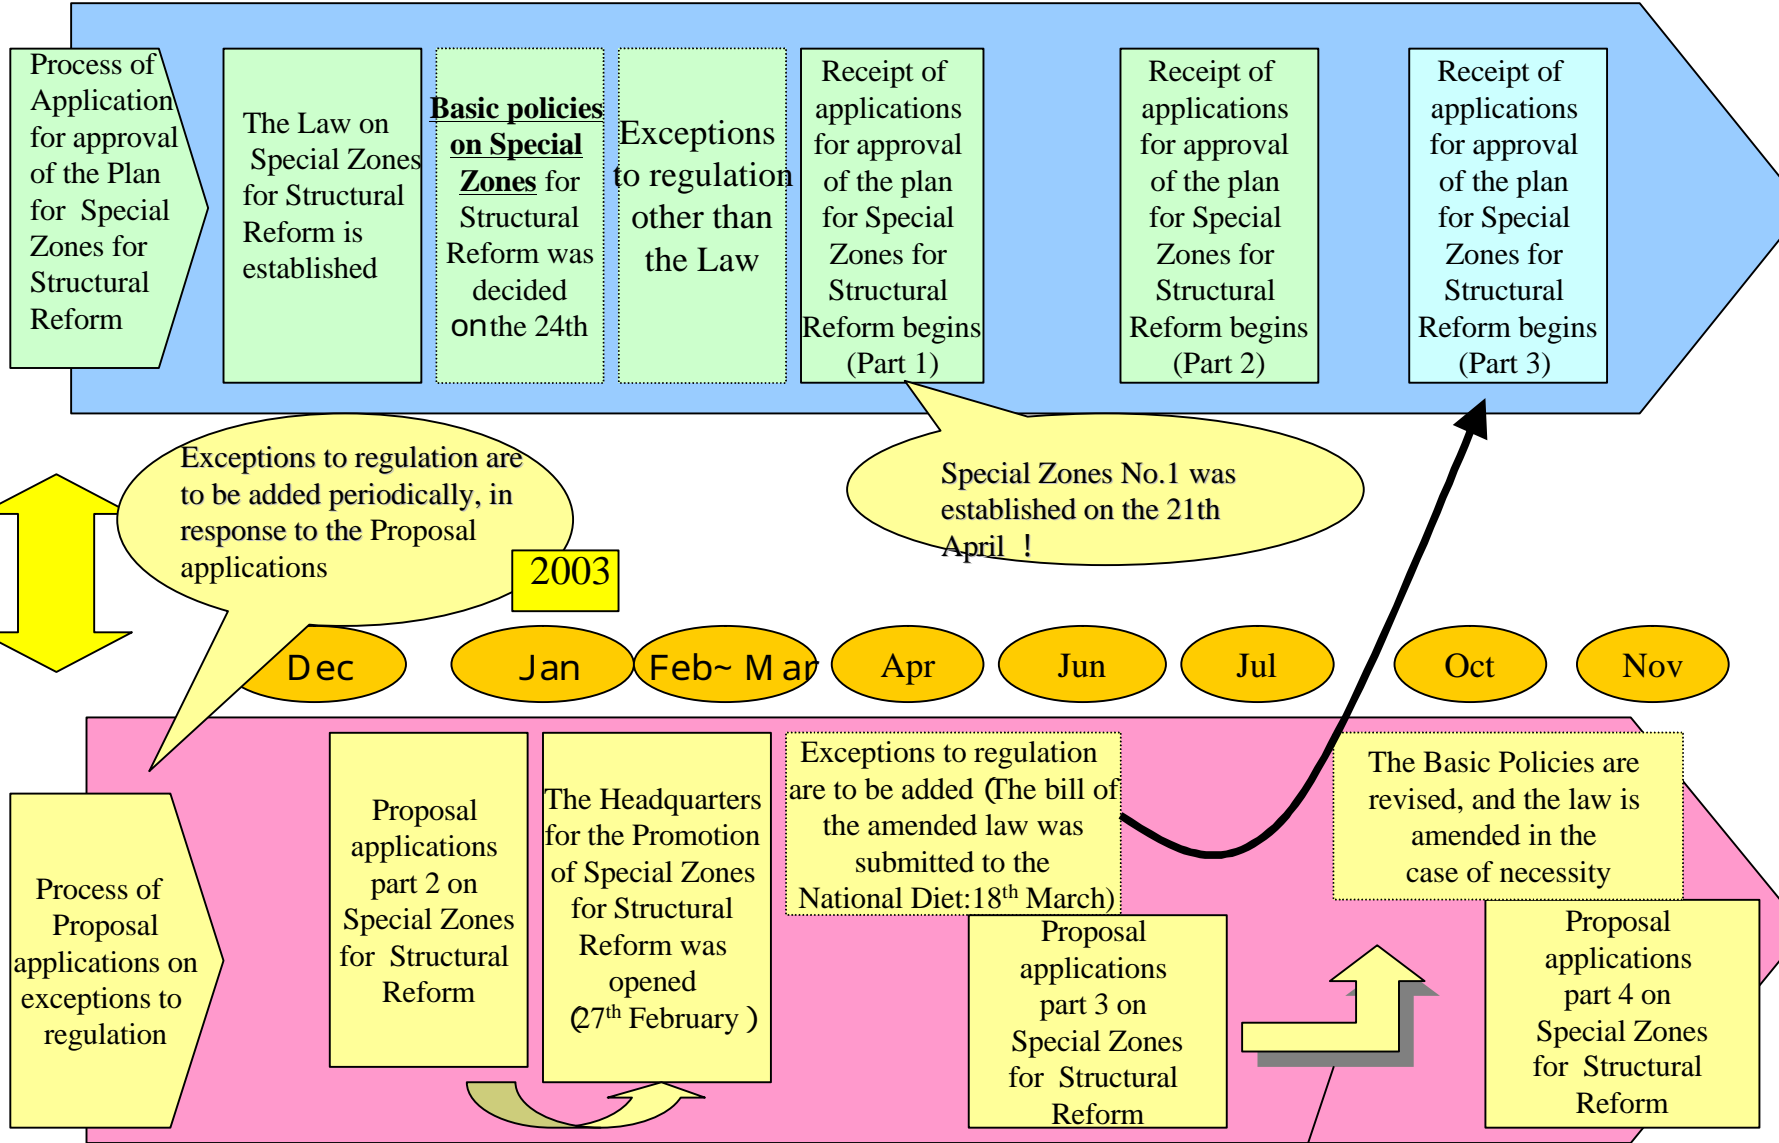 Process of
Application
for approval
of the Plan
for Special
Zones for
Structural
Reform
The Law on
Special Zones
for Structural
Reform is
established
Basic policies
on Special
Zones for
Structural
Reform was
decided
on the 24th
Exceptions
to regulation
other than
the Law
Receipt of
applications
for approval
of the plan
for Special
Zones for
Structural
Reform begins
(Part 1)
Receipt of
applications
for approval
of the plan
for Special
Zones for
Structural
Reform begins
(Part 2)
Receipt of
applications
for approval
of the plan
for Special
Zones for
Structural
Reform begins
(Part 3)
Exceptions to regulation are
to be added periodically, in
response to the Proposal
applications
Special Zones No.1 was
established on the 21th
April !
2003
Dec
Jan
Feb~ Mar
Apr
Jun
Jul
Oct
Nov
Process of
Proposal
applications on
exceptions to
regulation
Proposal
applications
part 2 on
Special Zones
for Structural
Reform
The Headquarters
for the Promotion
of Special Zones
for Structural
Reform was
opened
(27th February )
Exceptions to regulation
are to be added (The bill of
the amended law was
submitted to the
National Diet:18th March)
Proposal
applications
part 3 on
Special Zones
for Structural
Reform
The Basic Policies are
revised, and the law is
amended in the
case of necessity
Proposal
applications
part 4 on
Special Zones
for Structural
Reform